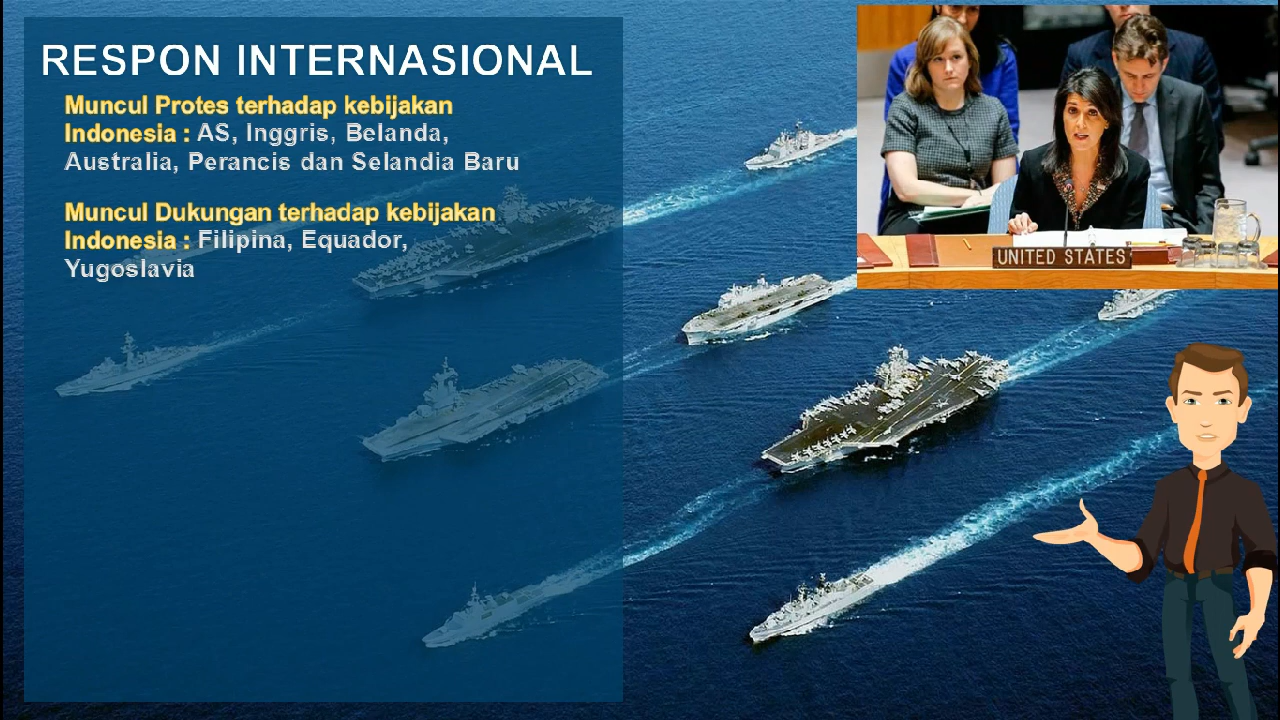 RESPON INTERNASIONAL
Muncul Protes terhadap kebijakan
Indonesia : AS, Inggris, Belanda,
Australia, Perancis dan Selandia Baru
Muncul Dukungan terhadap kebijakan
Indonesia : Filipina, Equador,
Yugoslavia
UNITED STATES